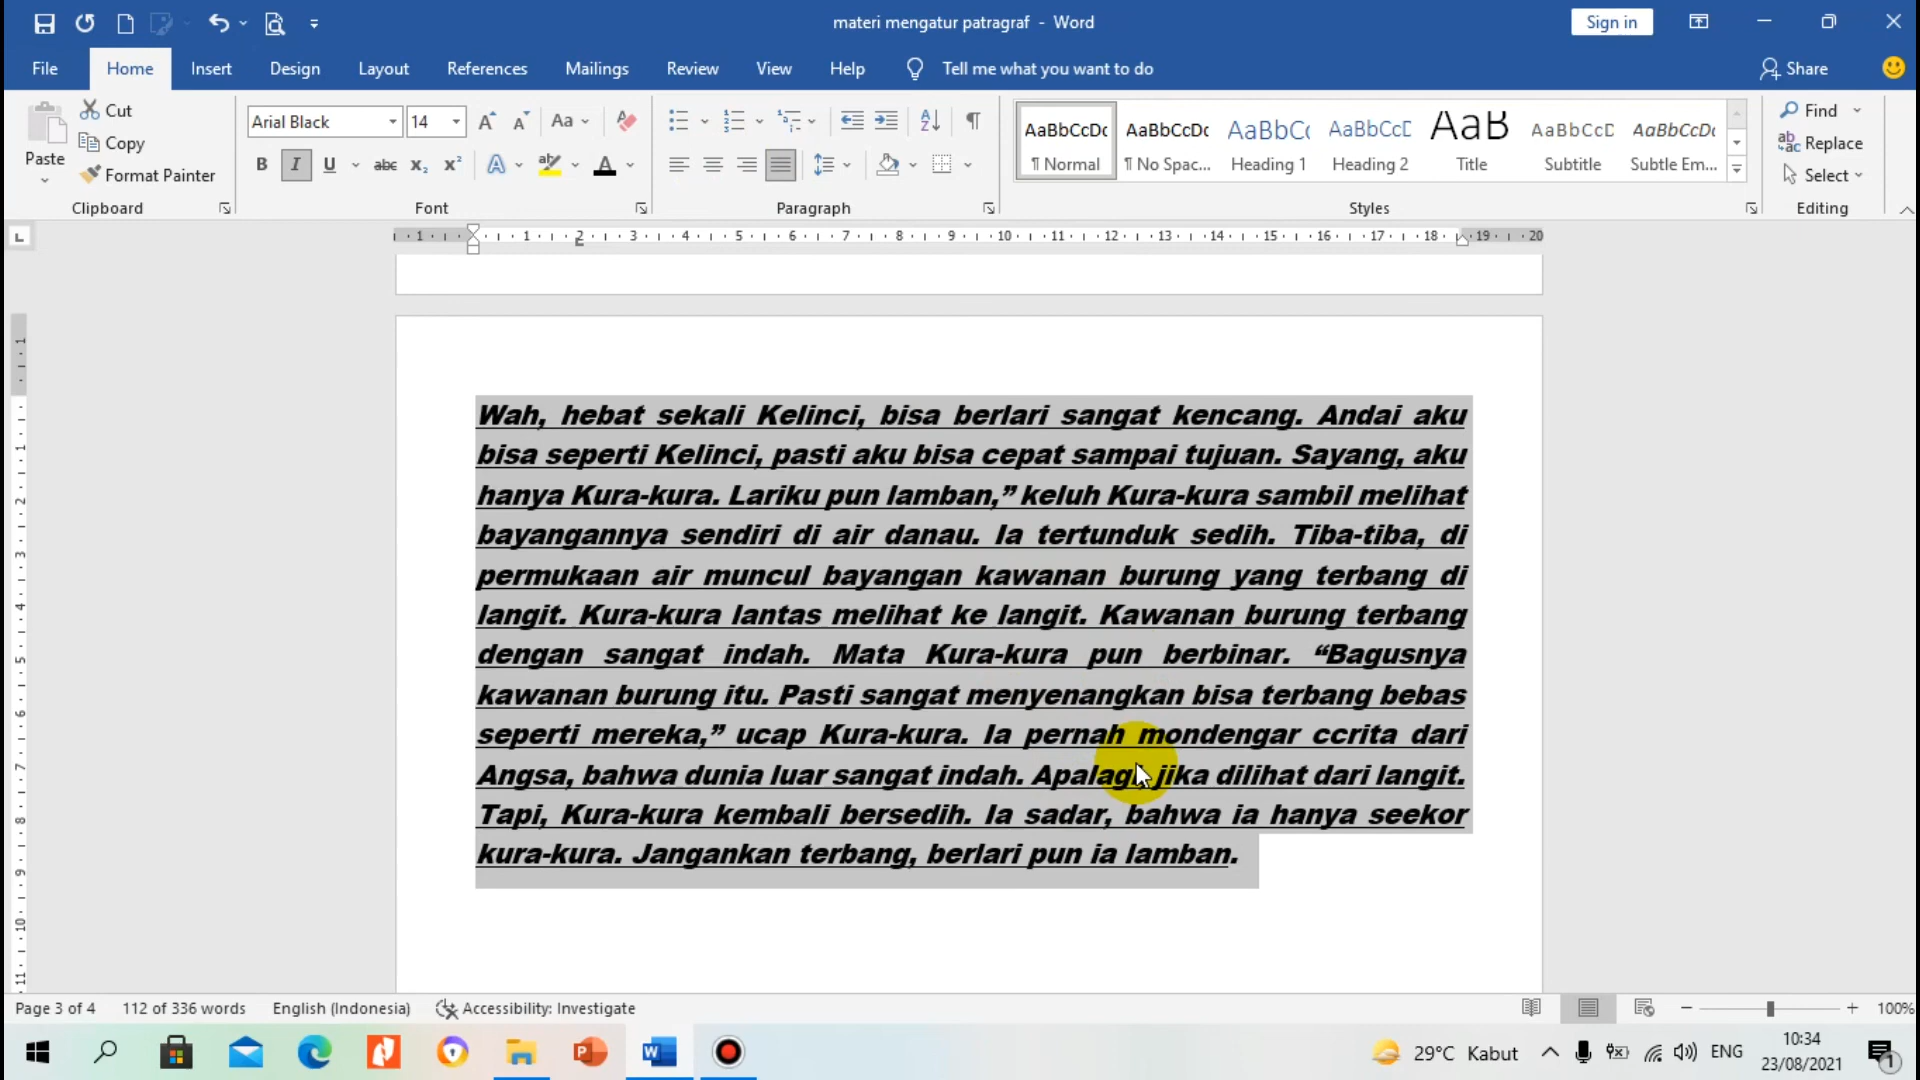 materi mengatur patragraf - Word
Sign in
File Home Insert Design Layout References Mailings Review View Help Tell me what you want to do Share
Paste
Cut
Copy
Format Painter
Clipboard
Arial Black 14
Font
Paragraph
AaBbCcDc AaBbCcDc AaBbCc AaBbCcD AaB AaBbCcD AaBbCcDc
¶ Normal ¶ No Spac... Heading 1 Heading 2 Title Subtitle Subtle Em...
Styles
Find
Replace
Select
Editing
Wah, hebat sekali Kelinci, bisa berlari sangat kencang. Andai aku
bisa seperti Kelinci, pasti aku bisa cepat sampai tujuan. Sayang, aku
hanya Kura-kura. Lariku pun lamban,” keluh Kura-kura sambil melihat
bayangannya sendiri di air danau. Ia tertunduk sedih. Tiba-tiba, di
permukaan air muncul bayangan kawanan burung yang terbang di
langit. Kura-kura lantas melihat ke langit. Kawanan burung terbang
dengan sangat indah. Mata Kura-kura pun berbinar. “Bagusnya
kawanan burung itu. Pasti sangat menyenangkan bisa terbang bebas
seperti mereka,” ucap Kura-kura. Ia pernah mondengar ccrita dari
Angsa, bahwa dunia luar sangat indah. Apalagi jika dilihat dari langit.
Tapi, Kura-kura kembali bersedih. Ia sadar, bahwa ia hanya seekor
kura-kura. Jangankan terbang, berlari pun ia lamban.
Page 3 of 4 112 of 336 words English (Indonesia) Accessibility: Investigate 100%
29°C Kabut ENG 10:34
23/08/2021